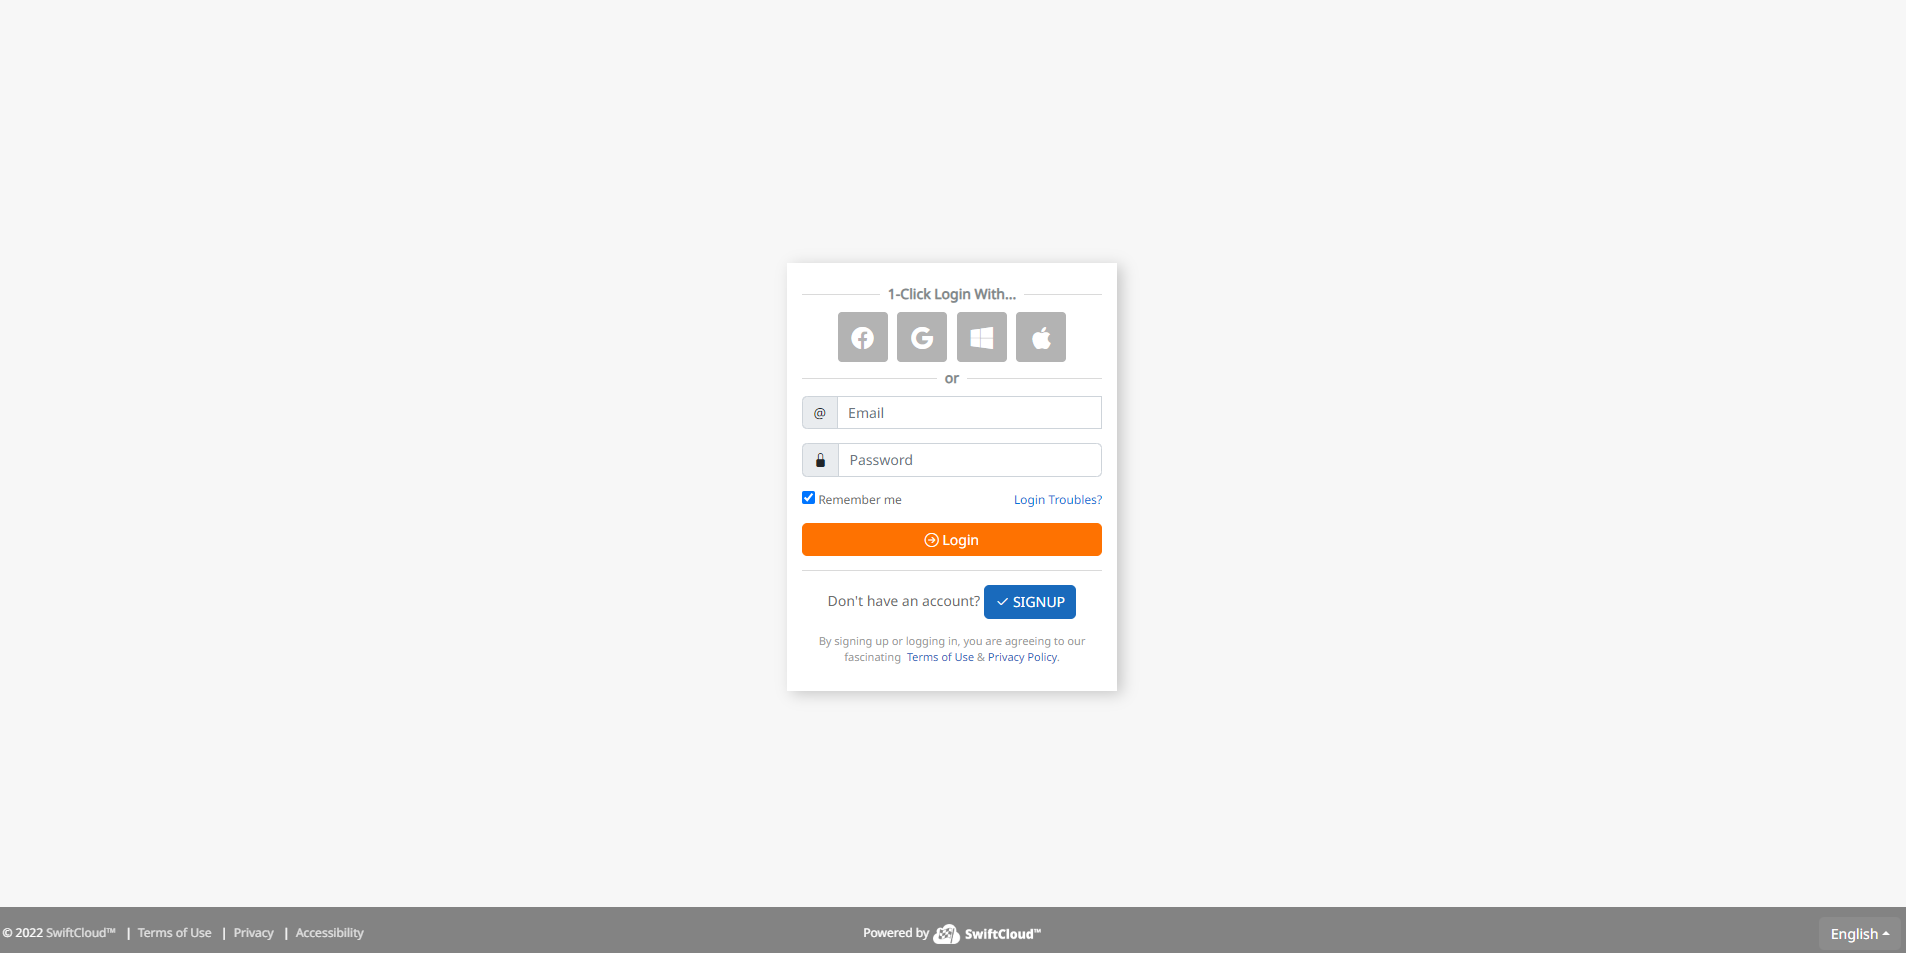 1-Click Login With...
or
@ Email
Password
Remember me
Login Troubles?
Login
Don't have an account? SIGNUP
By signing up or logging in, you are agreeing to our
fascinating Terms of Use & Privacy Policy.
© 2022 SwiftCloud™ | Terms of Use | Privacy | Accessibility
Powered by SwiftCloud™
English